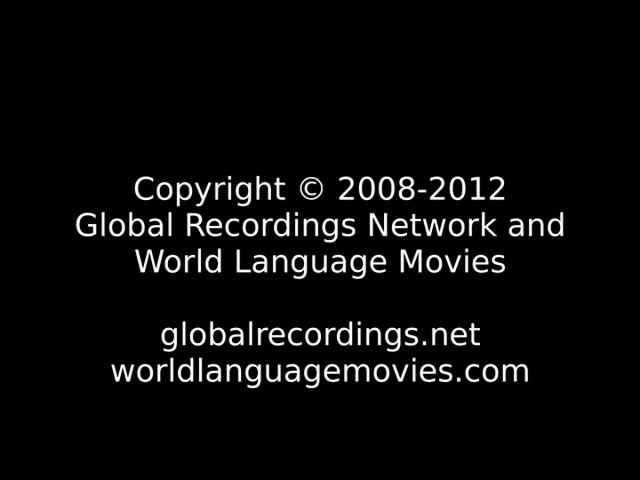 Copyright © 2008-2012
Global Recordings Network and
World Language Movies
globalrecordings.net
worldlanguagemovies.com